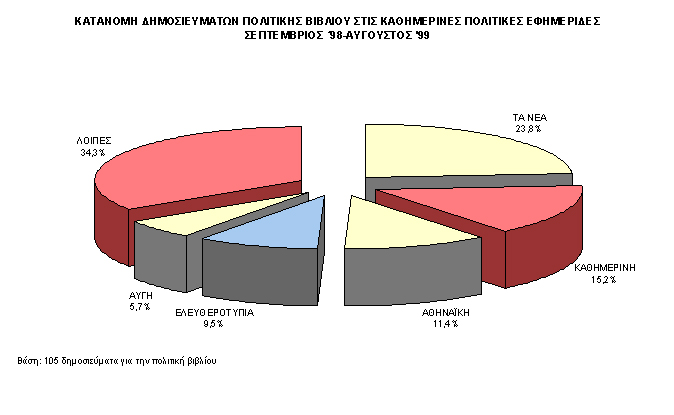 ΚΑΤΑΝΟΜΗ ΔΗΜΟΣΙΕΥΜΑΤΩΝ ΠΟΛΙΤΙΚΗΣ ΒΙΒΛΙΟΥ ΣΤΙΣ ΚΑΘΗΜΕΡΙΝΕΣ ΠΟΛΙΤΙΚΕΣ ΕΦΗΜΕΡΙΔΕΣ
ΣΕΠΤΕΜΒΡΙΟΣ '98-ΑΥΓΟΥΣΤΟΣ '99
ΤΑ ΝΕΑ
23,8%
ΛΟΙΠΕΣ
34,3%
ΚΑΘΗΜΕΡΙΝΗ
15,2%
ΑΥΓΗ
5,7%
ΕΛΕΥΘΕΡΟΤΥΠΙΑ
9,5%
ΑΘΗΝΑΪΚΗ
11,4%
Βάση: 105 δημοσιεύματα για την πολιτική βιβλίου